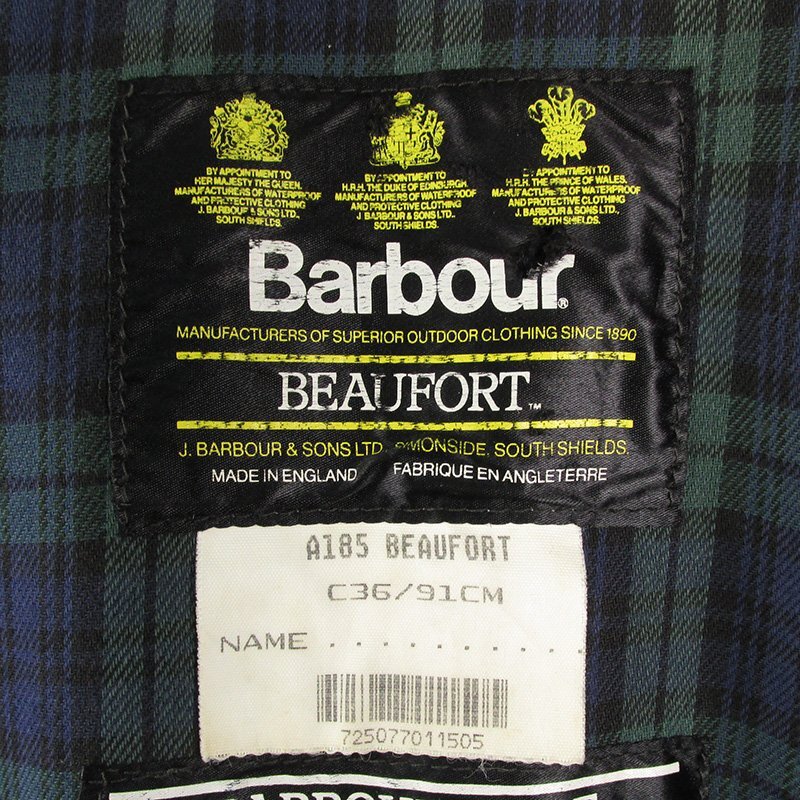 BY APPOINTMENT TO
HER MAJESTY THE QUEEN.
MANUFACTURERS OF WATERPROOF
AND PROTECTIVE CLOTHING
J. BARBOUR & SONS LTD.,
SOUTH SHIELDS.
BY APPOINTMENT TO
H.R.H. THE DUKE OF EDINBURGH
MANUFACTURERS OF WATERPROOF
AND PROTECTIVE CLOTHING
J. BARBOUR & SONS LTD.,
SOUTH SHIELDS.
BY APPOINTMENT TO
H.R.H. THE PRINCE OF WALES.
MANUFACTURERS OF WATERPROOF
AND PROTECTIVE CLOTHING
J. BARBOUR & SONS LTD.,
SOUTH SHIELDS.
Barbour®
MANUFACTURERS OF SUPERIOR OUTDOOR CLOTHING SINCE 1890
BEAUFORT™
J. BARBOUR & SONS LTD. SIMONSIDE, SOUTH SHIELDS.
MADE IN ENGLAND FABRIQUE EN ANGLETERRE
A185 BEAUFORT
C36/91CM
NAME ..........
725077011505